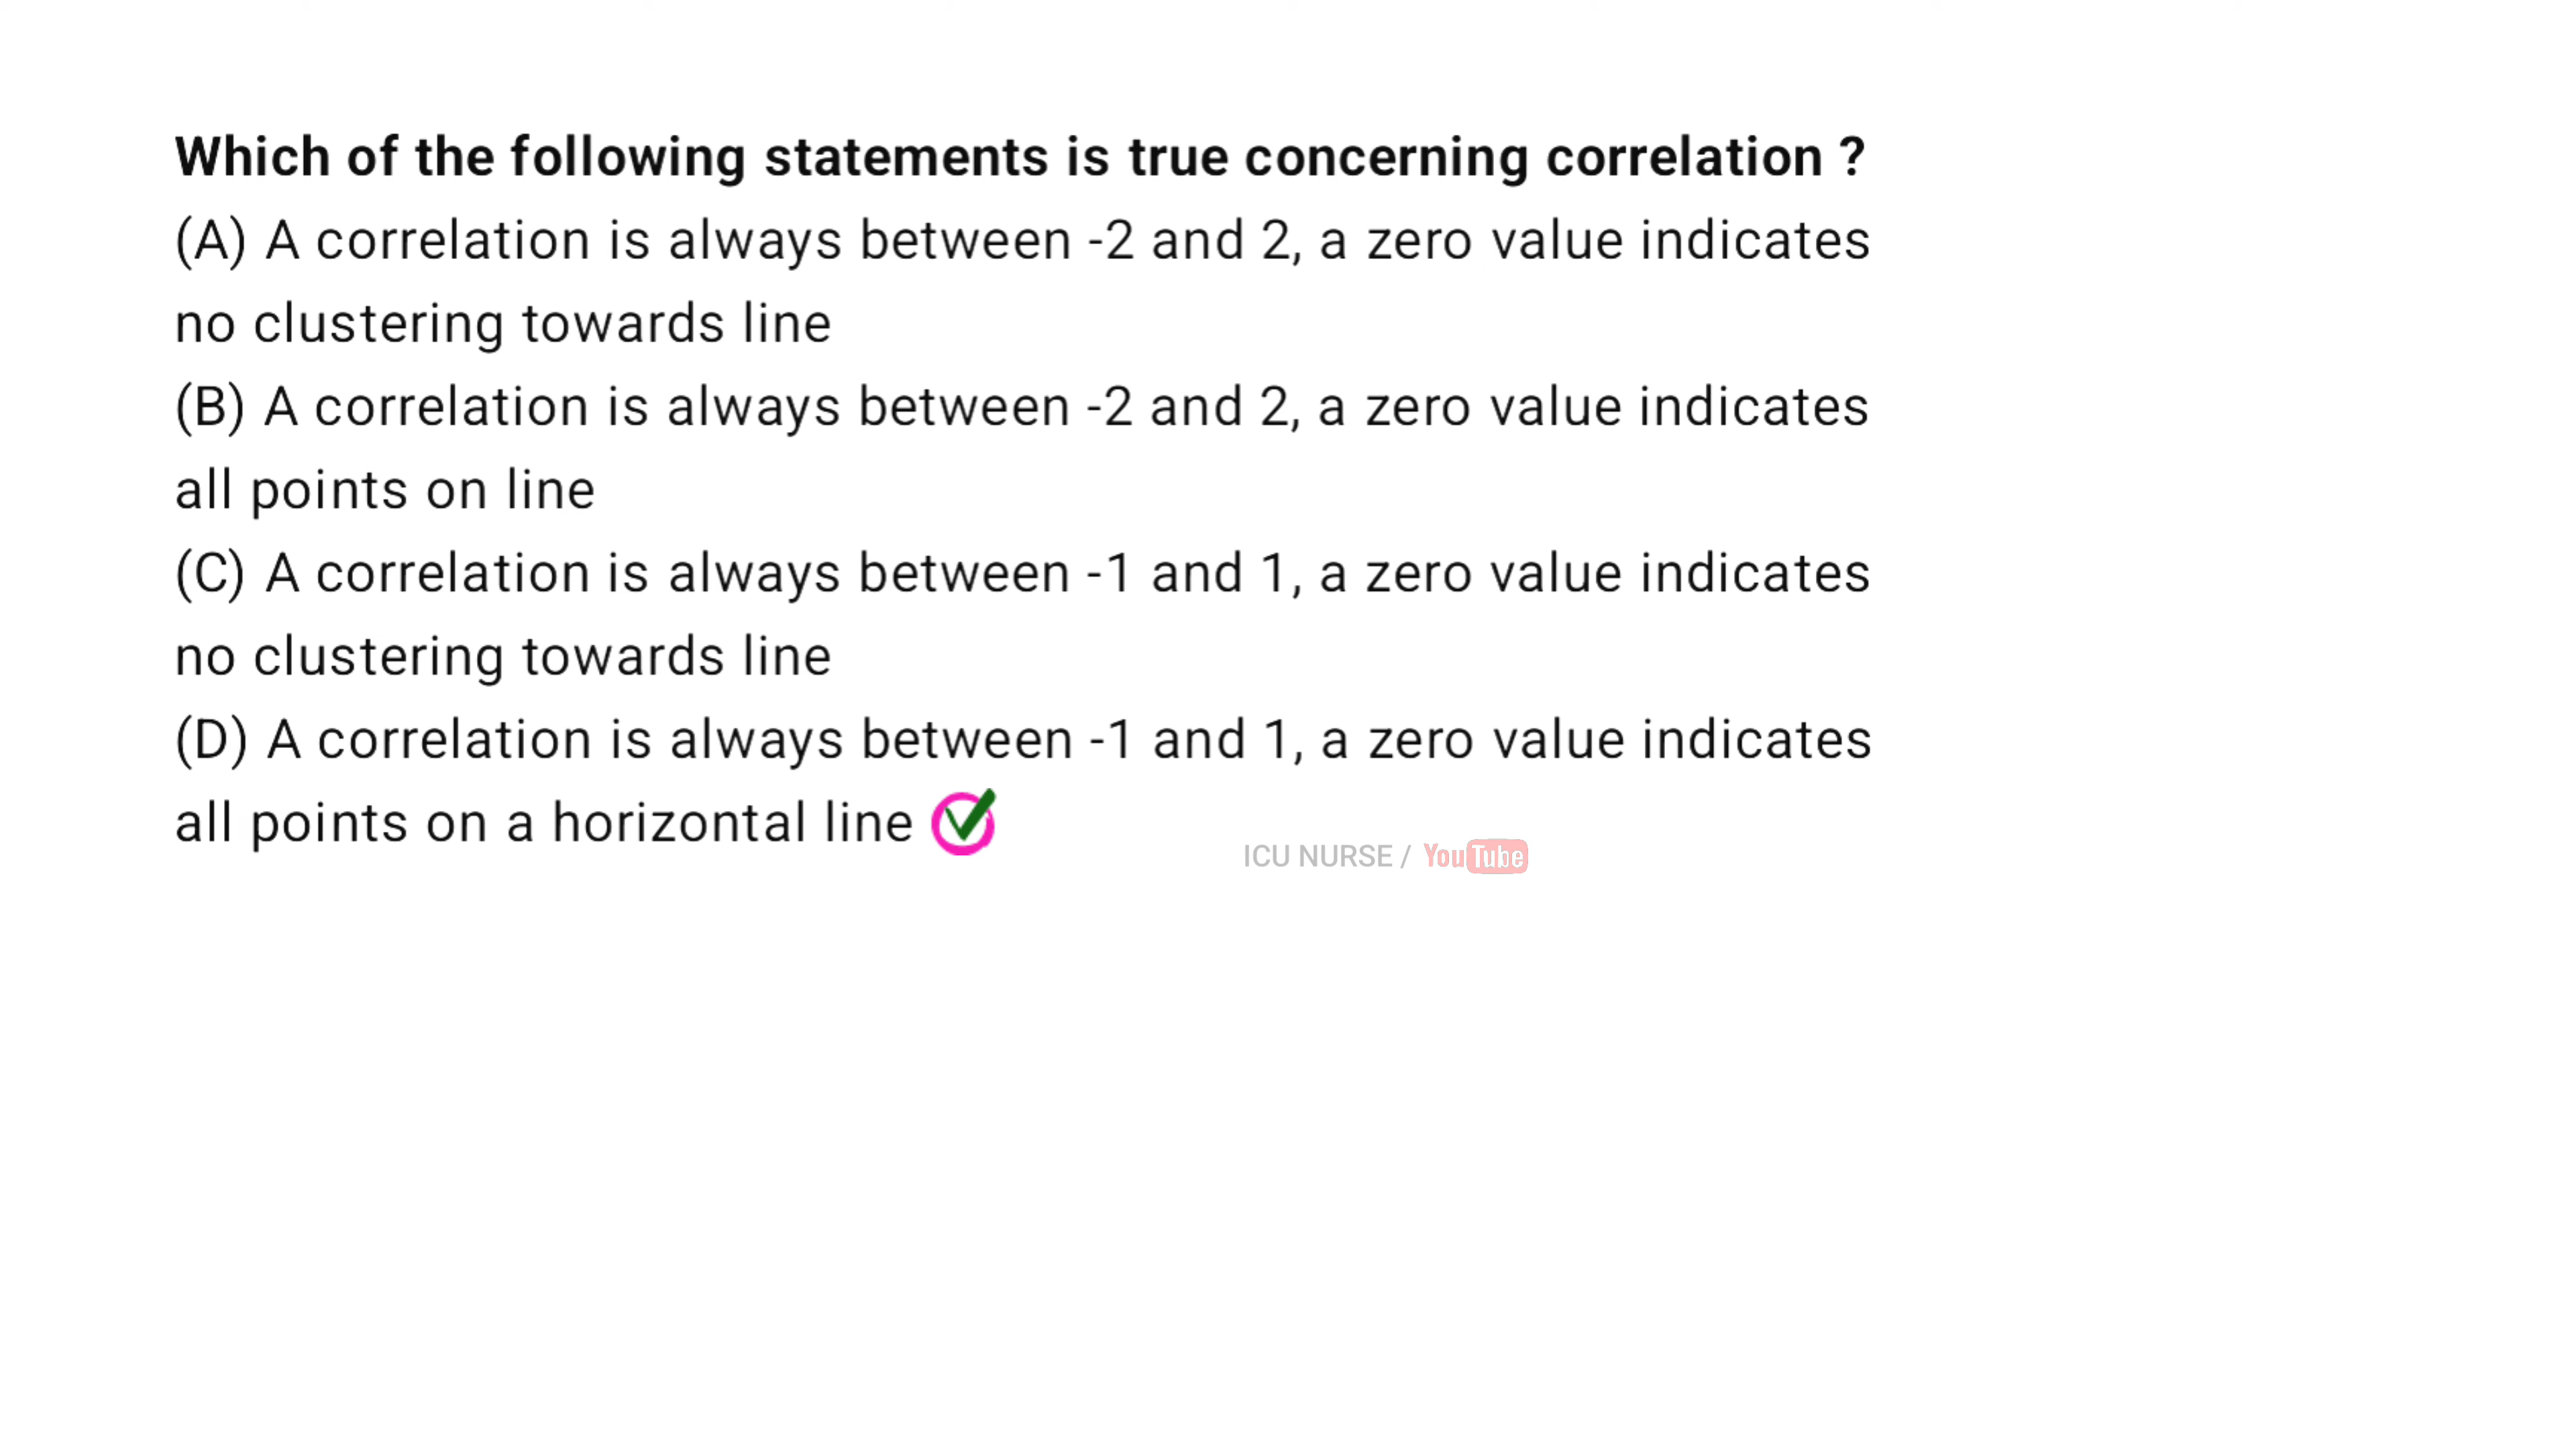 Which of the following statements is true concerning correlation ?
(A) A correlation is always between -2 and 2, a zero value indicates
no clustering towards line
(B) A correlation is always between -2 and 2, a zero value indicates
all points on line
(C) A correlation is always between -1 and 1, a zero value indicates
no clustering towards line
(D) A correlation is always between -1 and 1, a zero value indicates
all points on a horizontal line
ICU NURSE / YouTube